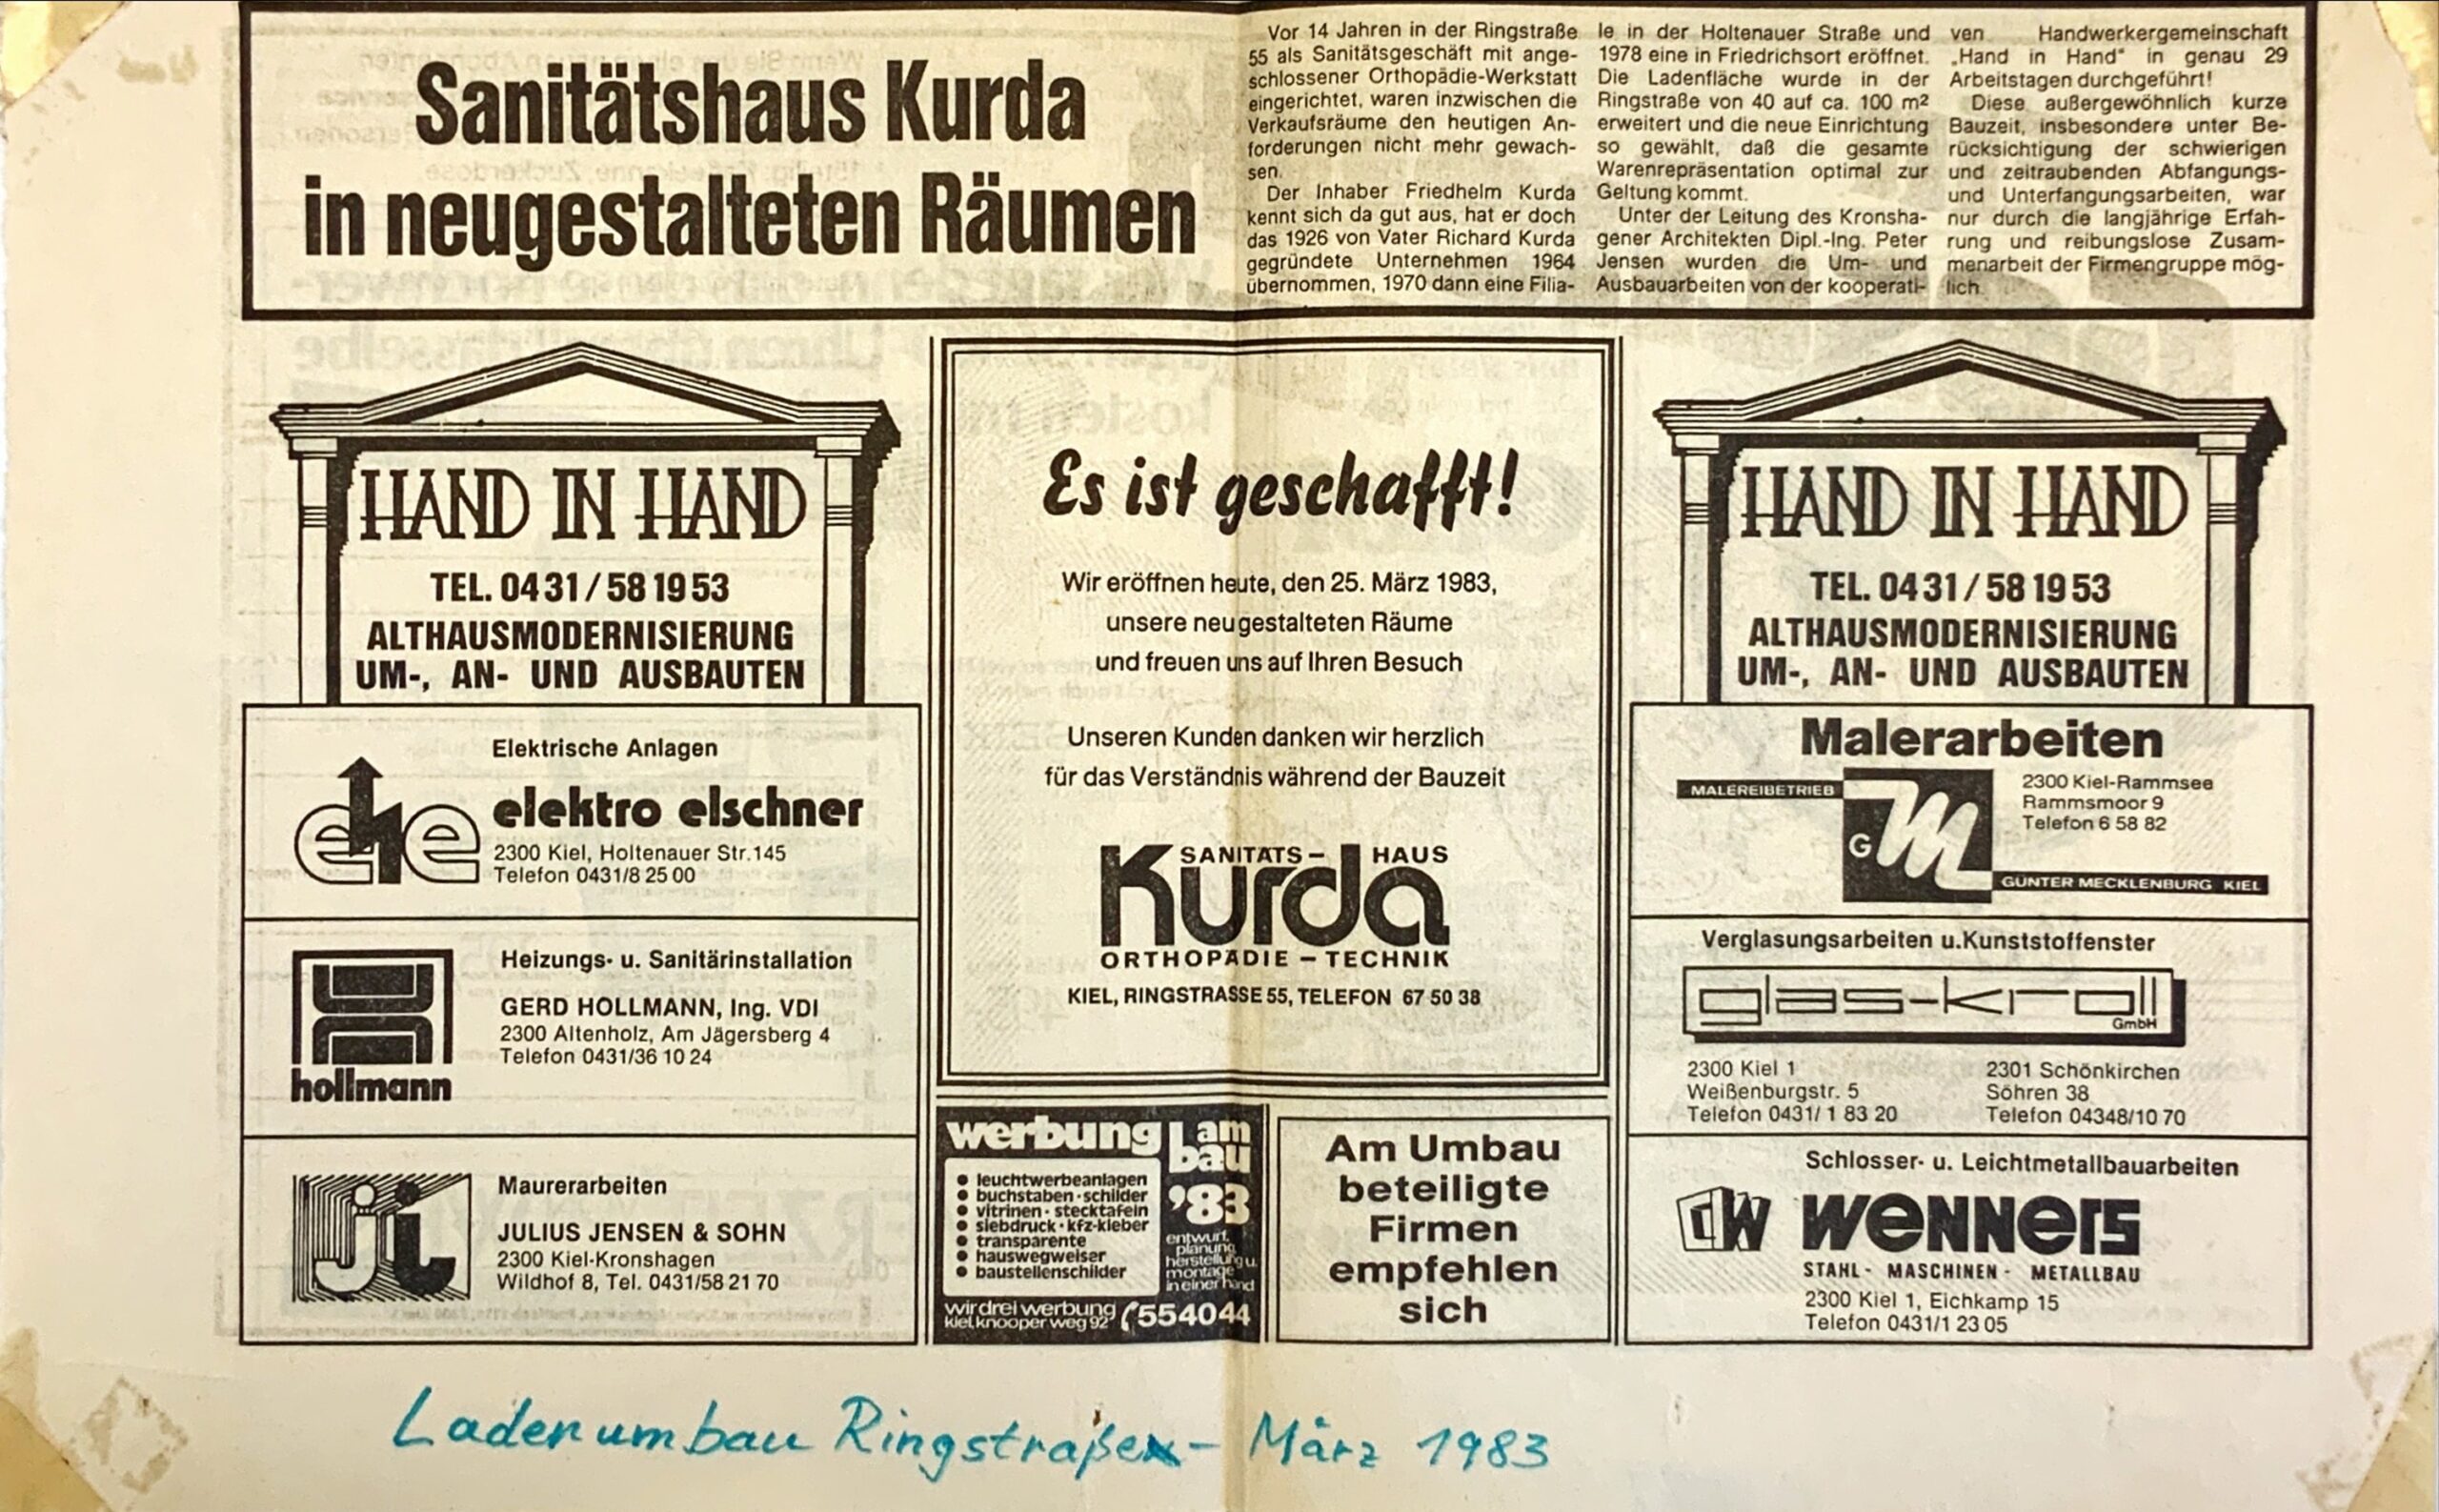 Sanitätshaus Kurda
in neugestalteten Räumen
Vor 14 Jahren in der Ringstraße
55 als Sanitätsgeschäft mit ange-
schlossener Orthopädie-Werkstatt
eingerichtet, waren inzwischen die
Verkaufsräume den heutigen An-
forderungen nicht mehr gewach-
sen.
Der Inhaber Friedhelm Kurda
kennt sich da gut aus, hat er doch
das 1926 von Vater Richard Kurda
gegründete Unternehmen 1964
übernommen, 1970 dann eine Filia-
le in der Holtenauer Straße und
1978 eine in Friedrichsort eröffnet.
Die Ladenfläche wurde in der
Ringstraße von 40 auf ca. 100 m²
erweitert und die neue Einrichtung
so gewählt, daß die gesamte
Warenrepräsentation optimal zur
Geltung kommt.
Unter der Leitung des Kronsha-
gener Architekten Dipl.-Ing. Peter
Jensen wurden die Um- und
Ausbauarbeiten von der kooperati-
ven Handwerkergemeinschaft
„Hand in Hand“ in genau 29
Arbeitstagen durchgeführt!
Diese außergewöhnlich kurze
Bauzeit, insbesondere unter Be-
rücksichtigung der schwierigen
und zeitraubenden Abfangungs-
und Unterfangungsarbeiten, war
nur durch die langjährige Erfah-
rung und reibungslose Zusam-
menarbeit der Firmengruppe mög-
lich.
HAND IN HAND
TEL. 0431/581953
ALTHAUSMODERNISIERUNG
UM-, AN- UND AUSBAUTEN
Elektrische Anlagen
ele
elektro elschner
2300 Kiel, Holtenauer Str.145
Telefon 0431/8 25 00
Heizungs- u. Sanitärinstallation
GERD HOLLMANN, Ing. VDI
2300 Altenholz, Am Jägersberg 4
Telefon 0431/36 10 24
hollmann
jj
Maurerarbeiten
JULIUS JENSEN & SOHN
2300 Kiel-Kronshagen
Wildhof 8, Tel. 0431/58 21 70
Es ist geschafft!
Wir eröffnen heute, den 25. März 1983,
unsere neugestalteten Räume
und freuen uns auf Ihren Besuch
Unseren Kunden danken wir herzlich
für das Verständnis während der Bauzeit
SANITÄTS- HAUS
Kurda
ORTHOPÄDIE - TECHNIK
KIEL, RINGSTRASSE 55, TELEFON 67 50 38
werbung am
bau
'83
• leuchtwerbeanlagen
• buchstaben · schilder
• vitrinen · stecktafeln
• siebdruck · kfz-kleber
• transparente
• hauswegweiser
• baustellenschilder
entwurf,
planung,
herstellung u.
montage
in einer hand
wir drei werbung
kiel, knooper weg 92 554044
Am Umbau
beteiligte
Firmen
empfehlen
sich
HAND IN HAND
TEL. 0431/581953
ALTHAUSMODERNISIERUNG
UM-, AN- UND AUSBAUTEN
Malerarbeiten
MALEREIBETRIEB
GM
GÜNTER MECKLENBURG KIEL
2300 Kiel-Rammsee
Rammsmoor 9
Telefon 6 58 82
Verglasungsarbeiten u.Kunststoffenster
glas-kroll
GmbH
2300 Kiel 1
Weißenburgstr. 5
Telefon 0431/ 1 83 20
2301 Schönkirchen
Söhren 38
Telefon 04348/10 70
Schlosser- u. Leichtmetallbauarbeiten
CW wenners
STAHL- MASCHINEN- METALLBAU
2300 Kiel 1, Eichkamp 15
Telefon 0431/1 23 05
Ladenumbau Ringstraße - März 1983